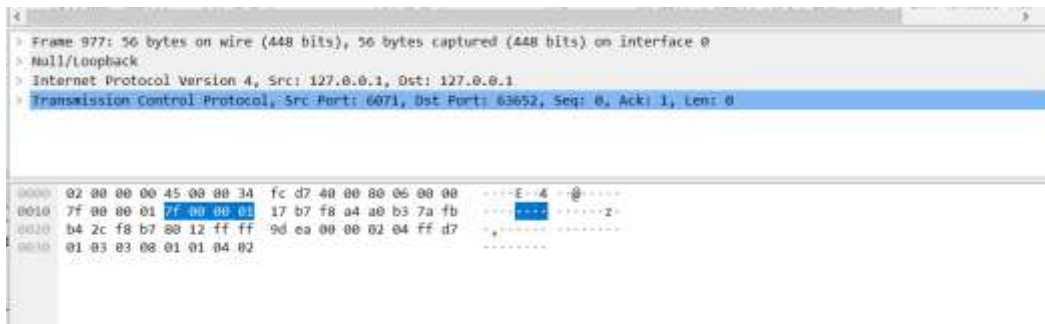 Frame 977: 56 bytes on wire (448 bits), 56 bytes captured (448 bits) on interface 0
Null/Loopback
Internet Protocol Version 4, Src: 127.0.0.1, Dst: 127.0.0.1
Transmission Control Protocol, Src Port: 6071, Dst Port: 63652, Seq: 0, Ack: 1, Len: 0
0000 02 00 00 00 45 00 00 34 fc d7 40 00 80 06 00 00 ····E··4 ··@·····
0010 7f 00 00 01 7f 00 00 01 17 b7 f8 a4 a0 b3 7a fb ········ ······z·
0020 b4 2c f8 b7 80 12 ff ff 9d ea 00 00 02 04 ff d7 ·,······ ········
0030 01 03 03 08 01 01 04 02 ········